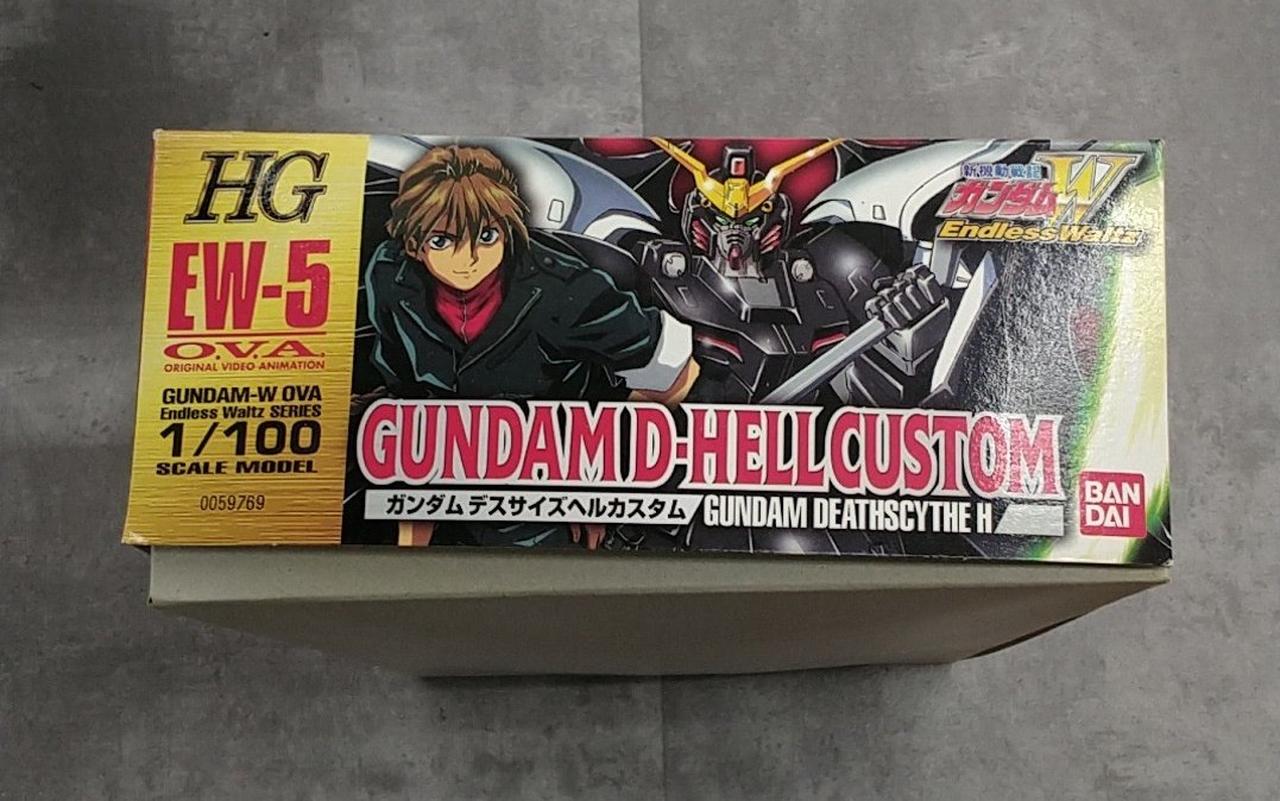 HG
EW-5
O.V.A.
ORIGINAL VIDEO ANIMATION
GUNDAM-W OVA
Endless Waltz SERIES
1/100
SCALE MODEL
0059769
新機動戦記
ガンダムW
Endless Waltz
GUNDAM D-HELL CUSTOM
ガンダム デスサイズヘルカスタム
GUNDAM DEATHSCYTHE H
BAN
DAI